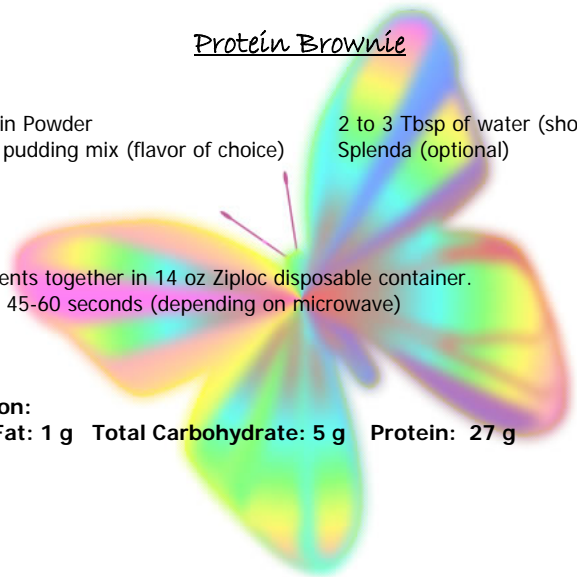 Protein Brownie
in Powder 2 to 3 Tbsp of water (sho
pudding mix (flavor of choice) Splenda (optional)
ents together in 14 oz Ziploc disposable container.
45-60 seconds (depending on microwave)
on:
Fat: 1 g Total Carbohydrate: 5 g Protein: 27 g